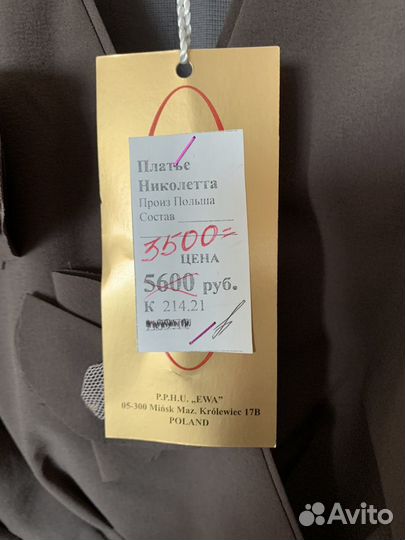 Платье
Николетта
Произ Польша
Состав
3500=
ЦЕНА
5600 руб.
К 214.21
P.P.H.U. „EWA”
05-300 Mińsk Maz. Królewiec 17B
POLAND
Avito